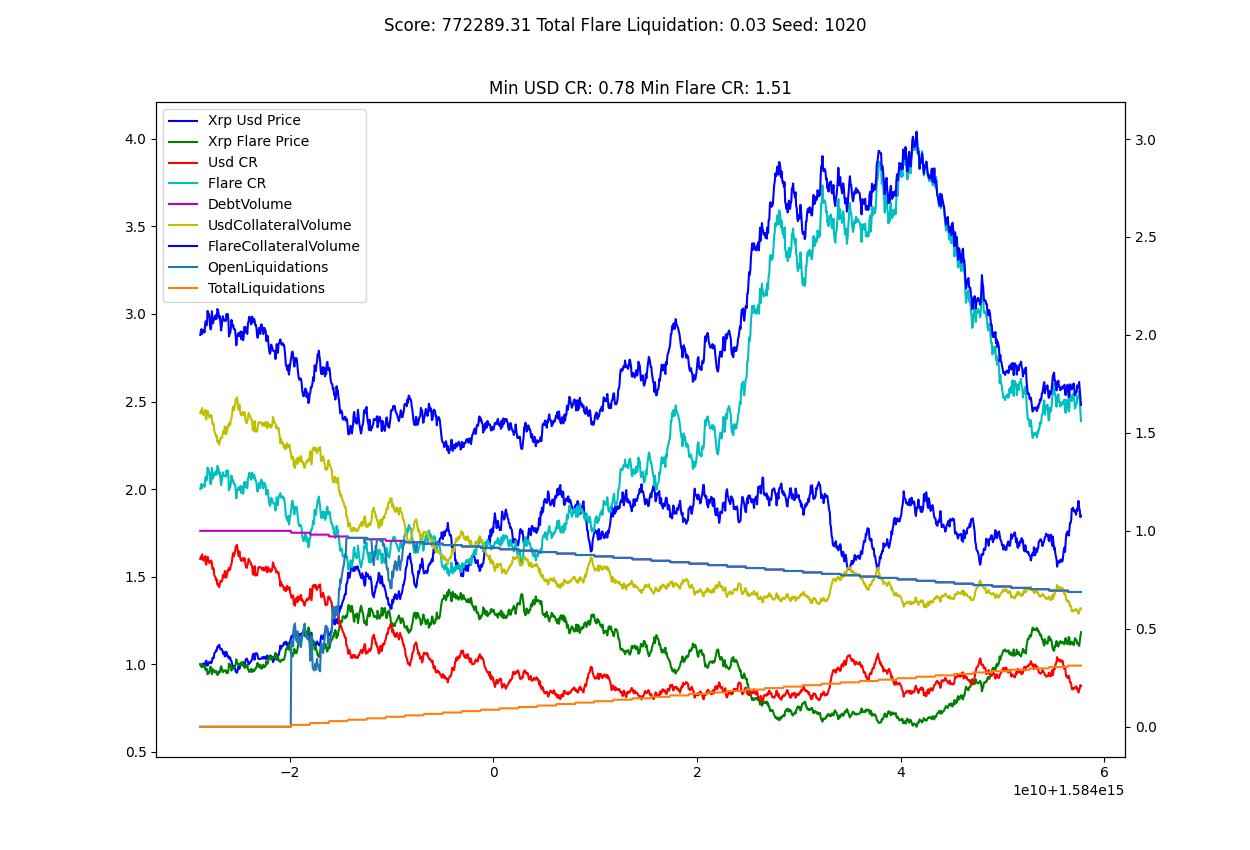 Score: 772289.31 Total Flare Liquidation: 0.03 Seed: 1020
Min USD CR: 0.78 Min Flare CR: 1.51
Xrp Usd Price
Xrp Flare Price
Usd CR
Flare CR
DebtVolume
UsdCollateralVolume
FlareCollateralVolume
OpenLiquidations
TotalLiquidations
4.0
3.5
3.0
2.5
2.0
1.5
1.0
0.5
3.0
2.5
2.0
1.5
1.0
0.5
0.0
−2 0 2 4 6
1e10+1.584e15